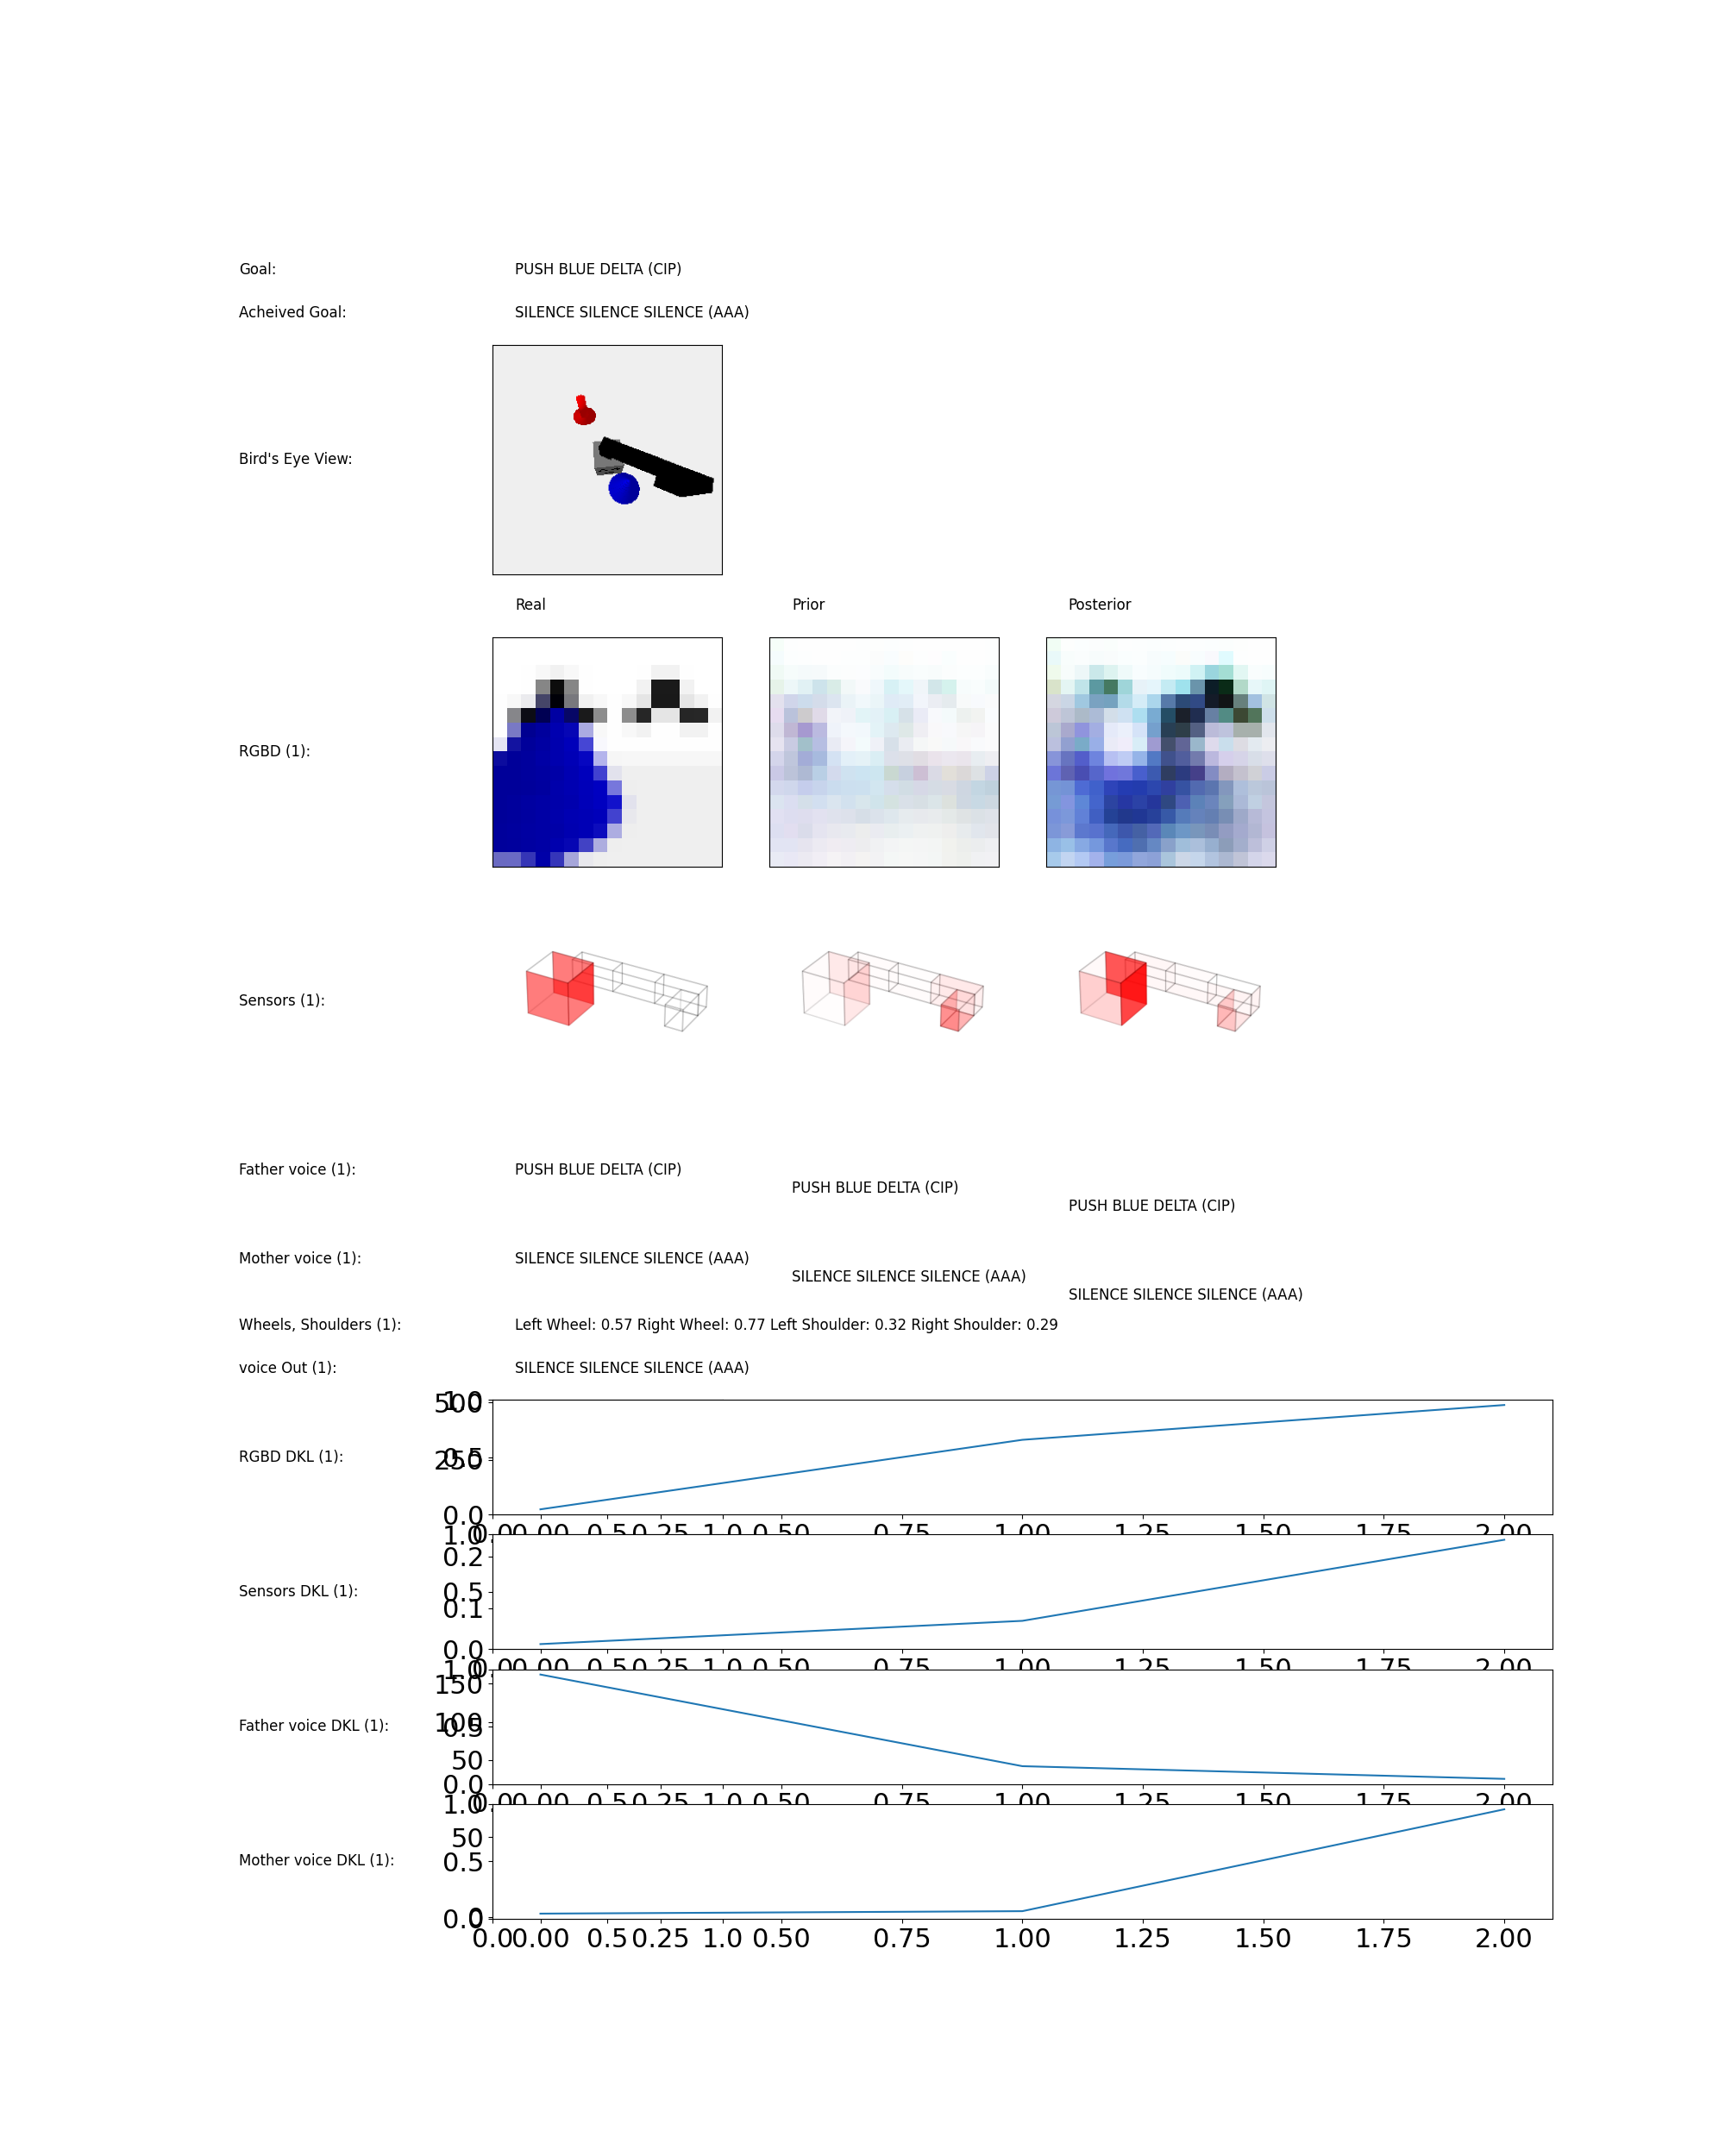 Goal: PUSH BLUE DELTA (CIP)
Acheived Goal: SILENCE SILENCE SILENCE (AAA)
Bird's Eye View:
Real Prior Posterior
RGBD (1):
Sensors (1):
Father voice (1): PUSH BLUE DELTA (CIP)
PUSH BLUE DELTA (CIP)
PUSH BLUE DELTA (CIP)
Mother voice (1): SILENCE SILENCE SILENCE (AAA)
SILENCE SILENCE SILENCE (AAA)
SILENCE SILENCE SILENCE (AAA)
Wheels, Shoulders (1): Left Wheel: 0.57 Right Wheel: 0.77 Left Shoulder: 0.32 Right Shoulder: 0.29
voice Out (1): SILENCE SILENCE SILENCE (AAA)
500 1.0
RGBD DKL (1): 250 0.5
0.0
0.0 0.00 0.5 0.25 1.0 0.50 0.75 1.00 1.25 1.50 1.75 2.00
1.0
0.2
Sensors DKL (1): 0.5
0.1
0.0
0.0 0.00 0.5 0.25 1.0 0.50 0.75 1.00 1.25 1.50 1.75 2.00
1.0
150
Father voice DKL (1): 100 0.5
50
0.0
0.0 0.00 0.5 0.25 1.0 0.50 0.75 1.00 1.25 1.50 1.75 2.00
1.0
50
Mother voice DKL (1): 0.5
0.0 0
0.0 0.00 0.5 0.25 1.0 0.50 0.75 1.00 1.25 1.50 1.75 2.00